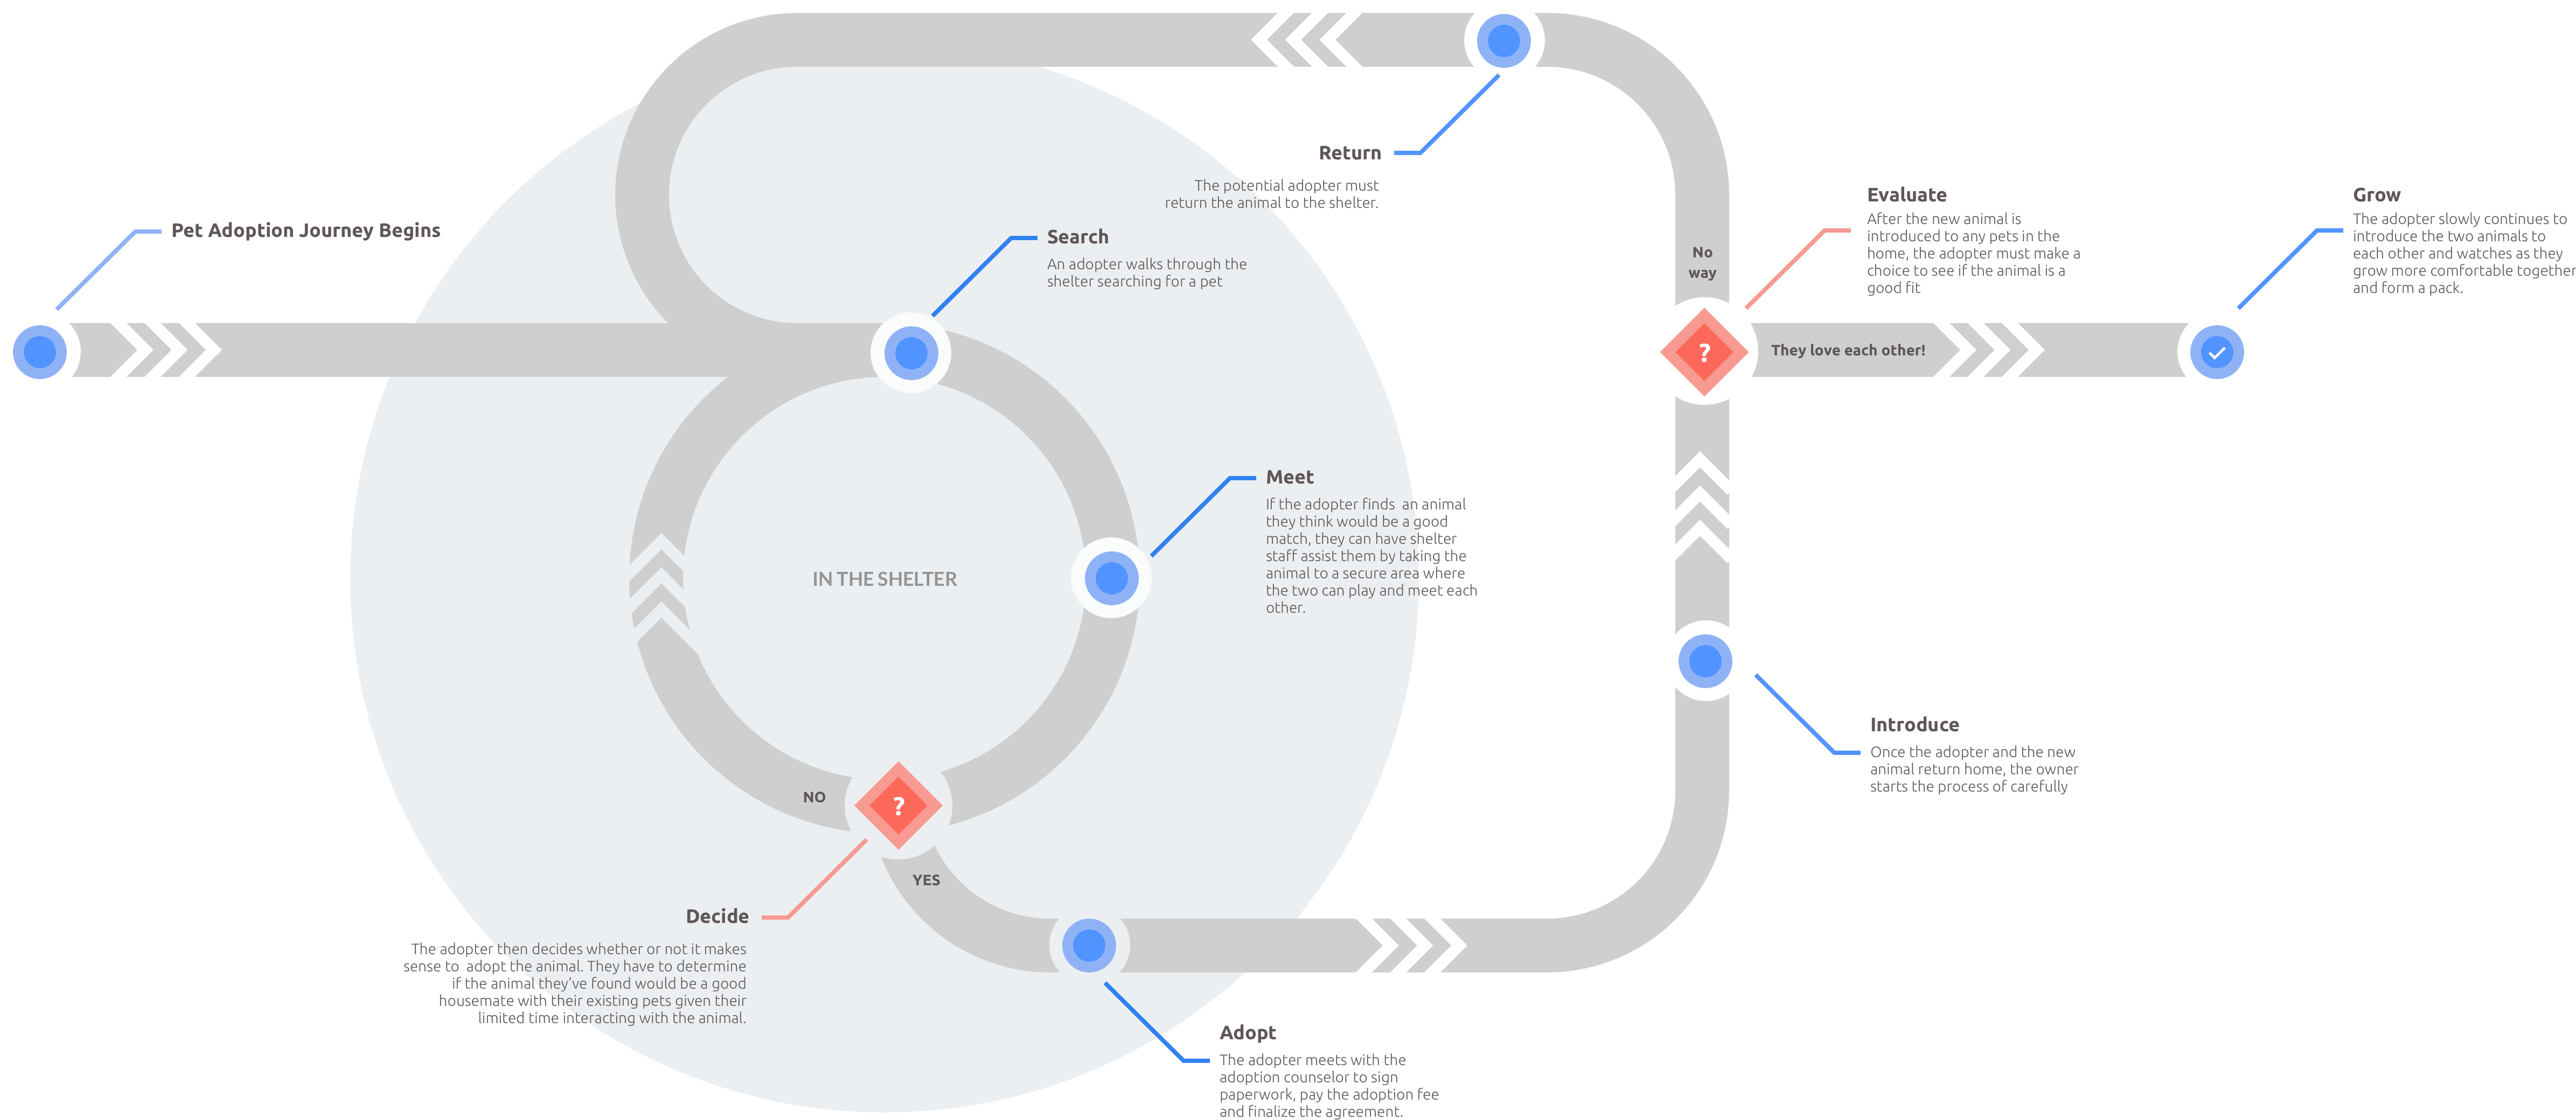 Return
The potential adopter must
return the animal to the shelter.
Pet Adoption Journey Begins
Search
An adopter walks through the
shelter searching for a pet
No
way
Evaluate
After the new animal is
introduced to any pets in the
home, the adopter must make a
choice to see if the animal is a
good fit
Grow
The adopter slowly continues to
introduce the two animals to
each other and watches as they
grow more comfortable together
and form a pack.
?
They love each other!
Meet
If the adopter finds  an animal
they think would be a good
match, they can have shelter
staff assist them by taking the
animal to a secure area where
the two can play and meet each
other.
IN THE SHELTER
Introduce
Once the adopter and the new
animal return home, the owner
starts the process of carefully
NO
?
YES
Decide
The adopter then decides whether or not it makes
sense to  adopt the animal. They have to determine
if the animal they've found would be a good
housemate with their existing pets given their
limited time interacting with the animal.
Adopt
The adopter meets with the
adoption counselor to sign
paperwork, pay the adoption fee
and finalize the agreement.